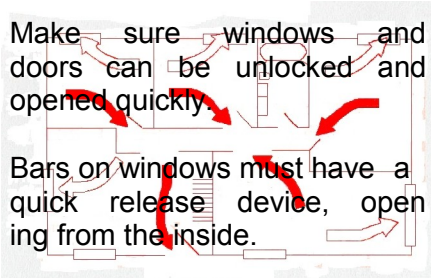 Make sure windows and
doors can be unlocked and
opened quickly.
Bars on windows must have a
quick release device, open
ing from the inside.